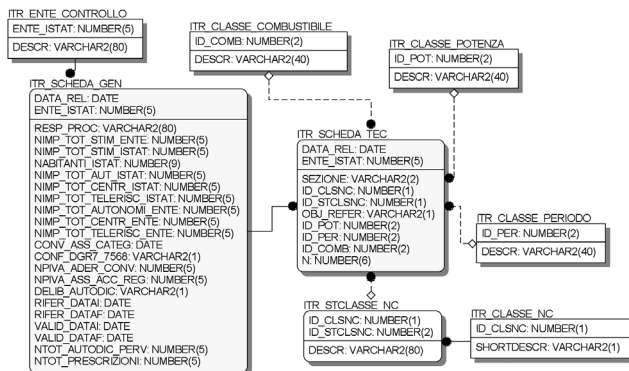 ITR_ENTE_CONTROLLO
ENTE_ISTAT: NUMBER(5)
DESCR: VARCHAR2(80)
ITR_SCHEDA_GEN
DATA_REL: DATE
ENTE_ISTAT: NUMBER(5)
RESP_PROC: VARCHAR2(80)
NIMP_TOT_STIM_ENTE: NUMBER(5)
NIMP_TOT_STIM_ISTAT: NUMBER(5)
NABITANTI_ISTAT: NUMBER(9)
NIMP_TOT_AUT_ISTAT: NUMBER(5)
NIMP_TOT_CENTR_ISTAT: NUMBER(5)
NIMP_TOT_TELERISC_ISTAT: NUMBER(5)
NIMP_TOT_AUTONOMI_ENTE: NUMBER(5)
NIMP_TOT_CENTR_ENTE: NUMBER(5)
NIMP_TOT_TELERISC_ENTE: NUMBER(5)
CONV_ASS_CATEG: DATE
CONF_DGR7_7568: VARCHAR2(1)
NPIVA_ADER_CONV: NUMBER(5)
NPIVA_ASS_ACC_REG: NUMBER(5)
DELIB_AUTODIC: VARCHAR2(1)
RIFER_DATAI: DATE
RIFER_DATAF: DATE
VALID_DATAI: DATE
VALID_DATAF: DATE
NTOT_AUTODIC_PERV: NUMBER(5)
NTOT_PRESCRIZIONI: NUMBER(5)
ITR_CLASSE_COMBUSTIBILE
ID_COMB: NUMBER(2)
DESCR: VARCHAR2(40)
ITR_CLASSE_POTENZA
ID_POT: NUMBER(2)
DESCR: VARCHAR2(40)
ITR_SCHEDA_TEC
DATA_REL: DATE
ENTE_ISTAT: NUMBER(5)
SEZIONE: VARCHAR2(2)
ID_CLSNC: NUMBER(1)
ID_STCLSNC: NUMBER(1)
OBJ_REFER: VARCHAR2(1)
ID_POT: NUMBER(2)
ID_PER: NUMBER(2)
ID_COMB: NUMBER(2)
N: NUMBER(6)
ITR_CLASSE_PERIODO
ID_PER: NUMBER(2)
DESCR: VARCHAR2(40)
ITR_STCLASSE_NC
ID_CLSNC: NUMBER(1)
ID_STCLSNC: NUMBER(2)
DESCR: VARCHAR2(80)
ITR_CLASSE_NC
ID_CLSNC: NUMBER(1)
SHORTDESCR: VARCHAR2(1)